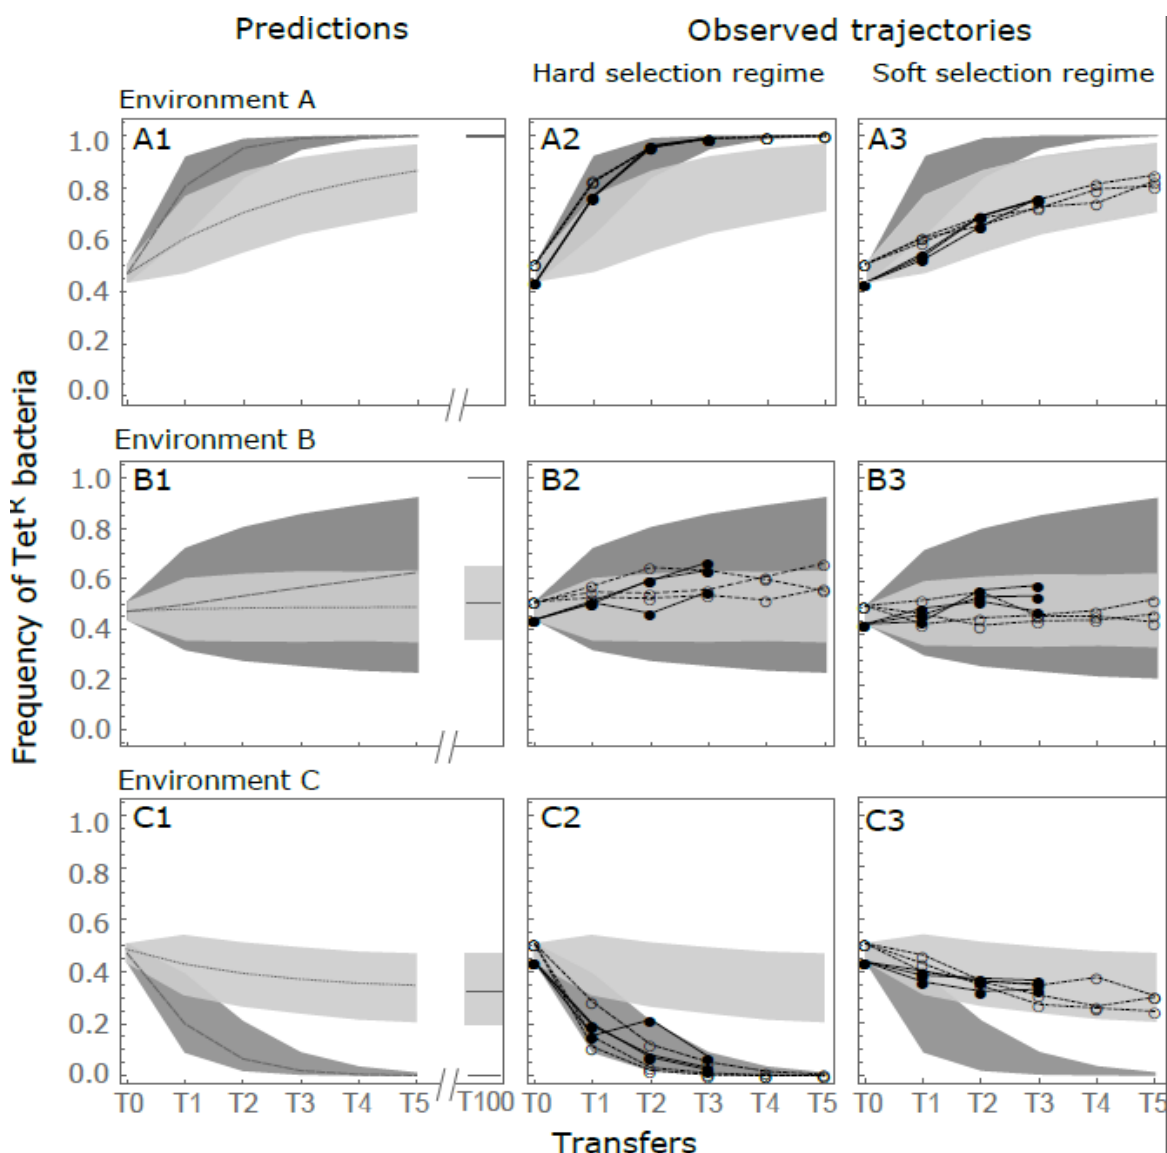 Predictions
Observed trajectories
Hard selection regime
Soft selection regime
Environment A
A1
A2
A3
1.0
0.8
0.6
0.4
0.2
0.0
Environment B
B1
B2
B3
1.0
0.8
0.6
0.4
0.2
0.0
Environment C
C1
C2
C3
1.0
0.8
0.6
0.4
0.2
0.0
Frequency of Tetᴿ bacteria
T0 T1 T2 T3 T4 T5 T100
T0 T1 T2 T3 T4 T5
T0 T1 T2 T3 T4 T5
Transfers